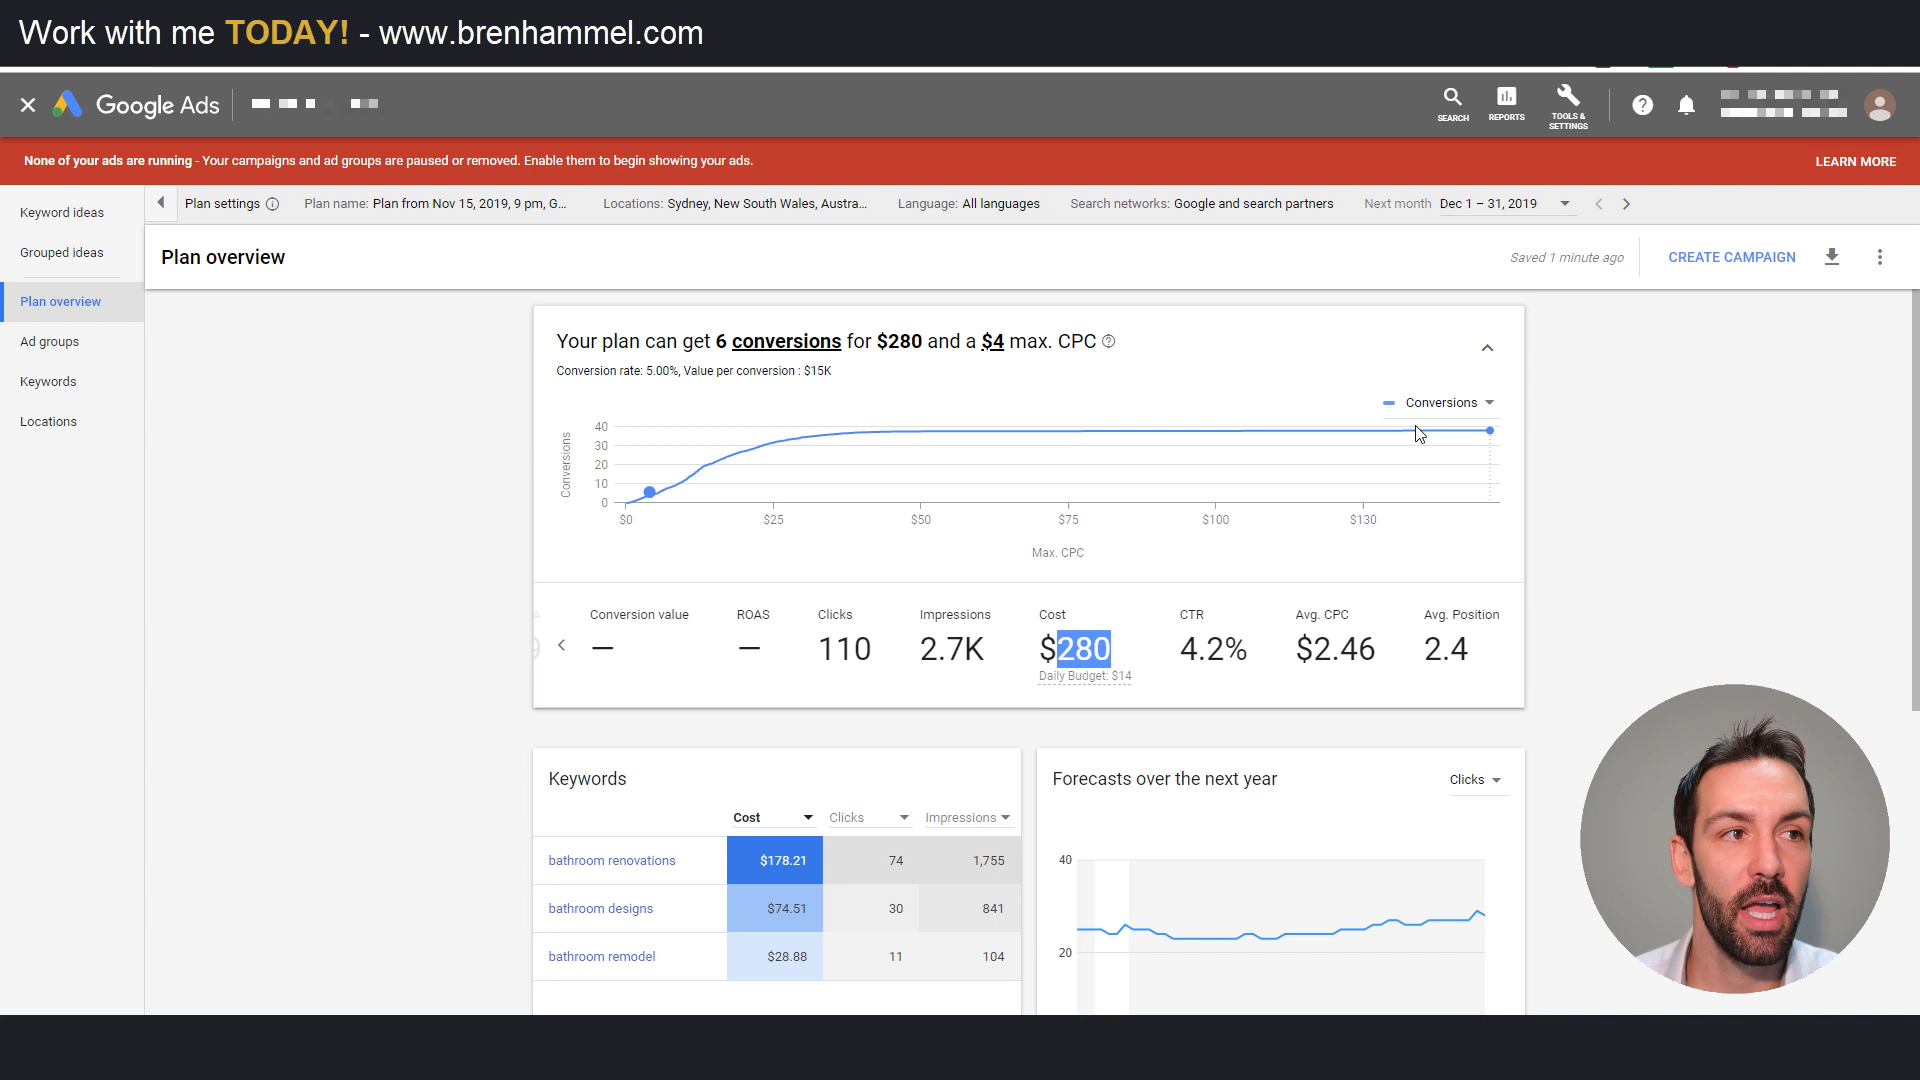 Work with me TODAY! - www.brenhammel.com
Google Ads
SEARCH
REPORTS
TOOLS & SETTINGS
None of your ads are running - Your campaigns and ad groups are paused or removed. Enable them to begin showing your ads.
LEARN MORE
Plan settings
Plan name: Plan from Nov 15, 2019, 9 pm, G...
Locations: Sydney, New South Wales, Austra...
Language: All languages
Search networks: Google and search partners
Next month Dec 1 – 31, 2019
Keyword ideas
Grouped ideas
Plan overview
Ad groups
Keywords
Locations
Plan overview
Saved 1 minute ago
CREATE CAMPAIGN
Your plan can get 6 conversions for $280 and a $4 max. CPC
Conversion rate: 5.00%, Value per conversion : $15K
Conversions
Conversions
40
30
20
10
0
$0 $25 $50 $75 $100 $130
Max. CPC
Conversion value ROAS Clicks Impressions Cost CTR Avg. CPC Avg. Position
— — 110 2.7K $280 4.2% $2.46 2.4
Daily Budget: $14
Keywords
Cost Clicks Impressions
bathroom renovations $178.21 74 1,755
bathroom designs $74.51 30 841
bathroom remodel $28.88 11 104
Forecasts over the next year
Clicks
40
20